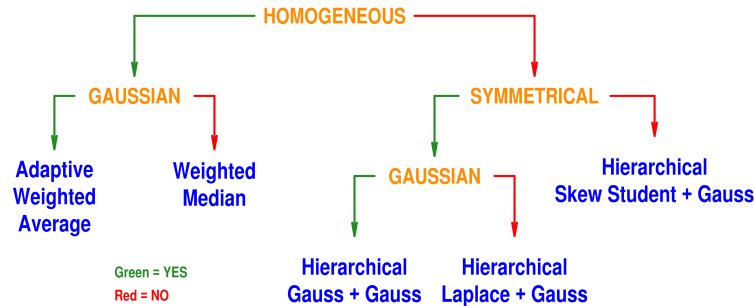 HOMOGENEOUS
GAUSSIAN
SYMMETRICAL
Adaptive
Weighted
Average
Weighted
Median
GAUSSIAN
Hierarchical
Skew Student + Gauss
Hierarchical
Gauss + Gauss
Hierarchical
Laplace + Gauss
Green = YES
Red = NO